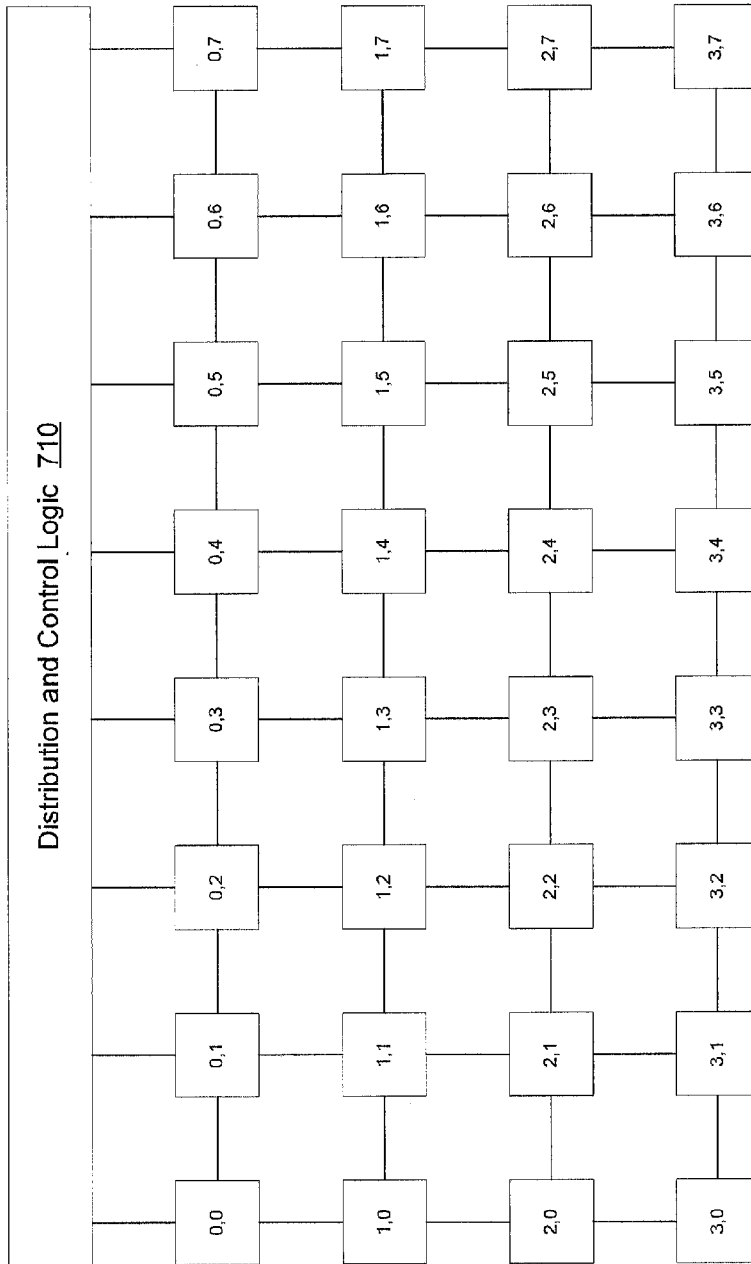 Distribution and Control Logic 710
0,0 0,1 0,2 0,3 0,4 0,5 0,6 0,7
1,0 1,1 1,2 1,3 1,4 1,5 1,6 1,7
2,0 2,1 2,2 2,3 2,4 2,5 2,6 2,7
3,0 3,1 3,2 3,3 3,4 3,5 3,6 3,7